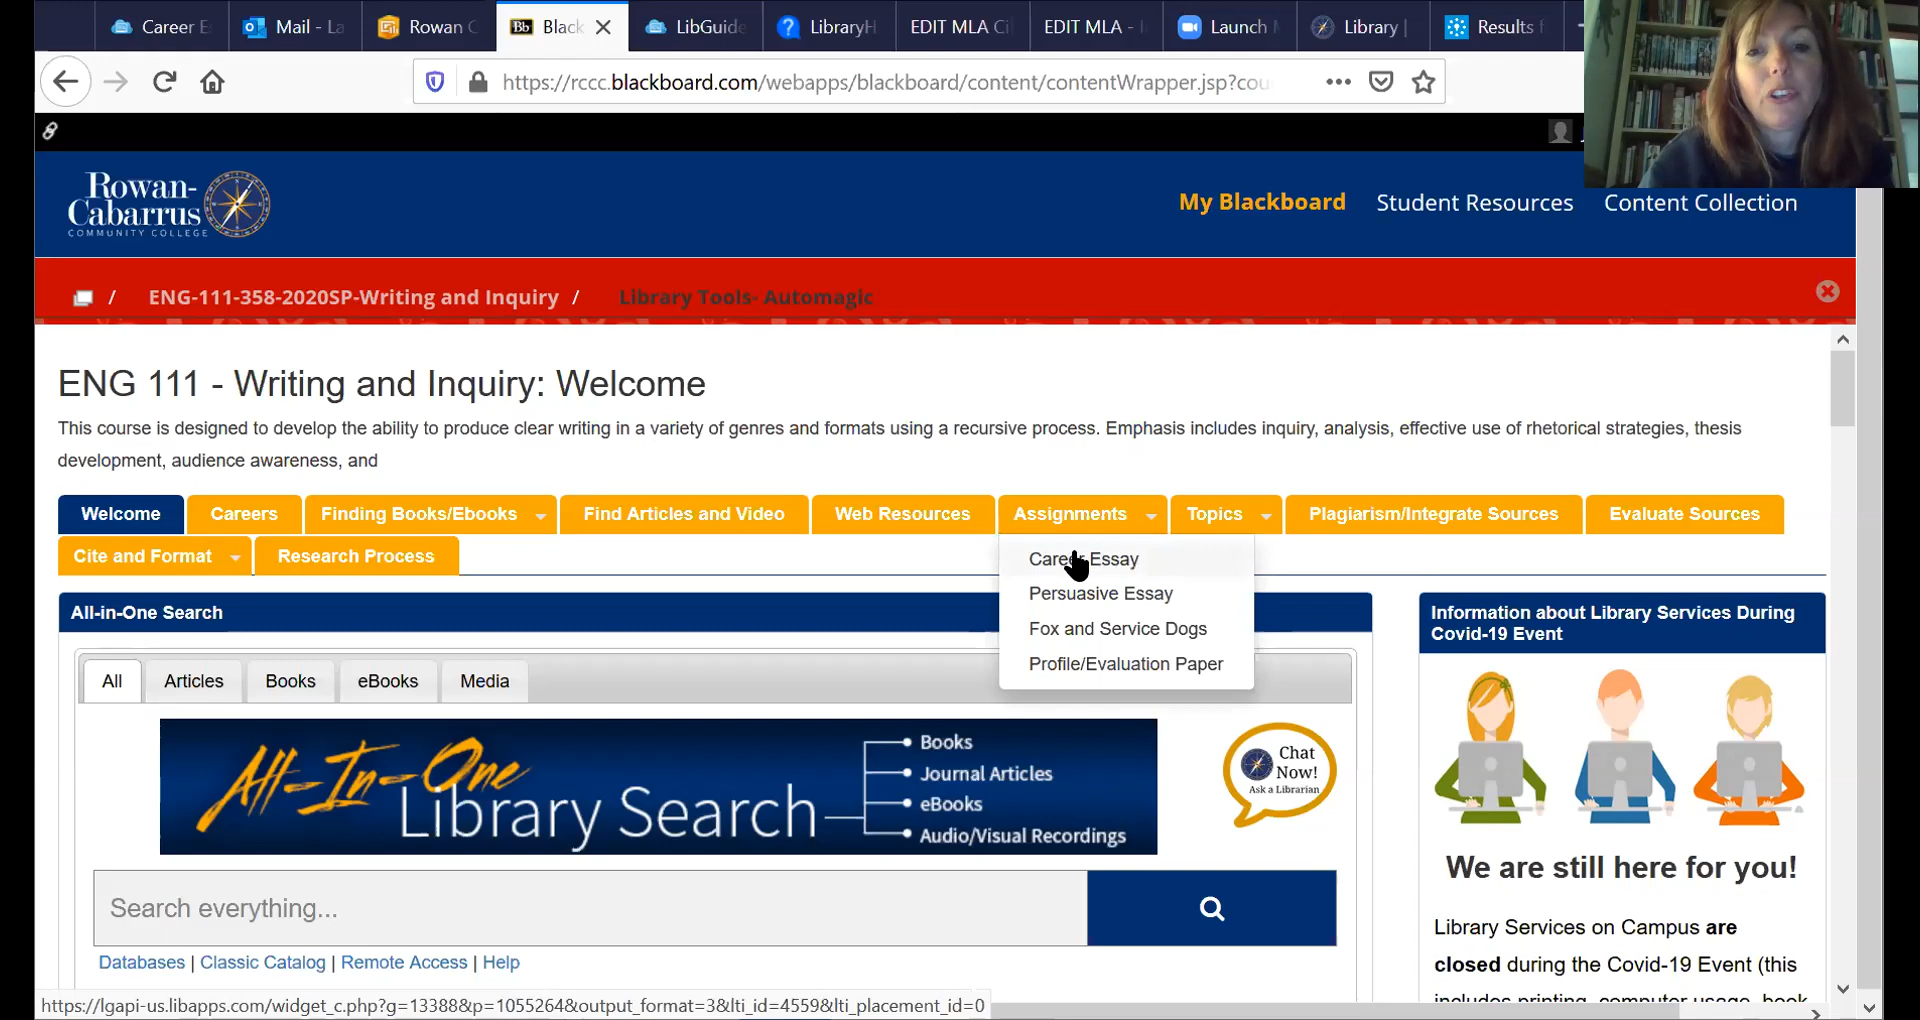 Career E
Mail - La
Rowan C
Bb Black
LibGuide
LibraryH
EDIT MLA Ci
EDIT MLA - I
Launch M
Library |
Results f
https://rccc.blackboard.com/webapps/blackboard/content/contentWrapper.jsp?cou
Rowan-
Cabarrus
COMMUNITY COLLEGE
My Blackboard
Student Resources
Content Collection
/ ENG-111-358-2020SP-Writing and Inquiry / Library Tools- Automagic
ENG 111 - Writing and Inquiry: Welcome
This course is designed to develop the ability to produce clear writing in a variety of genres and formats using a recursive process. Emphasis includes inquiry, analysis, effective use of rhetorical strategies, thesis
development, audience awareness, and
Welcome
Careers
Finding Books/Ebooks
Find Articles and Video
Web Resources
Assignments
Topics
Plagiarism/Integrate Sources
Evaluate Sources
Cite and Format
Research Process
Career Essay
Persuasive Essay
Fox and Service Dogs
Profile/Evaluation Paper
All-in-One Search
All
Articles
Books
eBooks
Media
All-In-One
Library Search
Books
Journal Articles
eBooks
Audio/Visual Recordings
Chat
Now!
Ask a Librarian
Search everything...
Databases | Classic Catalog | Remote Access | Help
Information about Library Services During
Covid-19 Event
We are still here for you!
Library Services on Campus are
closed during the Covid-19 Event (this
includes printing, computer usage, book
https://lgapi-us.libapps.com/widget_c.php?g=13388&p=1055264&output_format=3&lti_id=4559&lti_placement_id=0